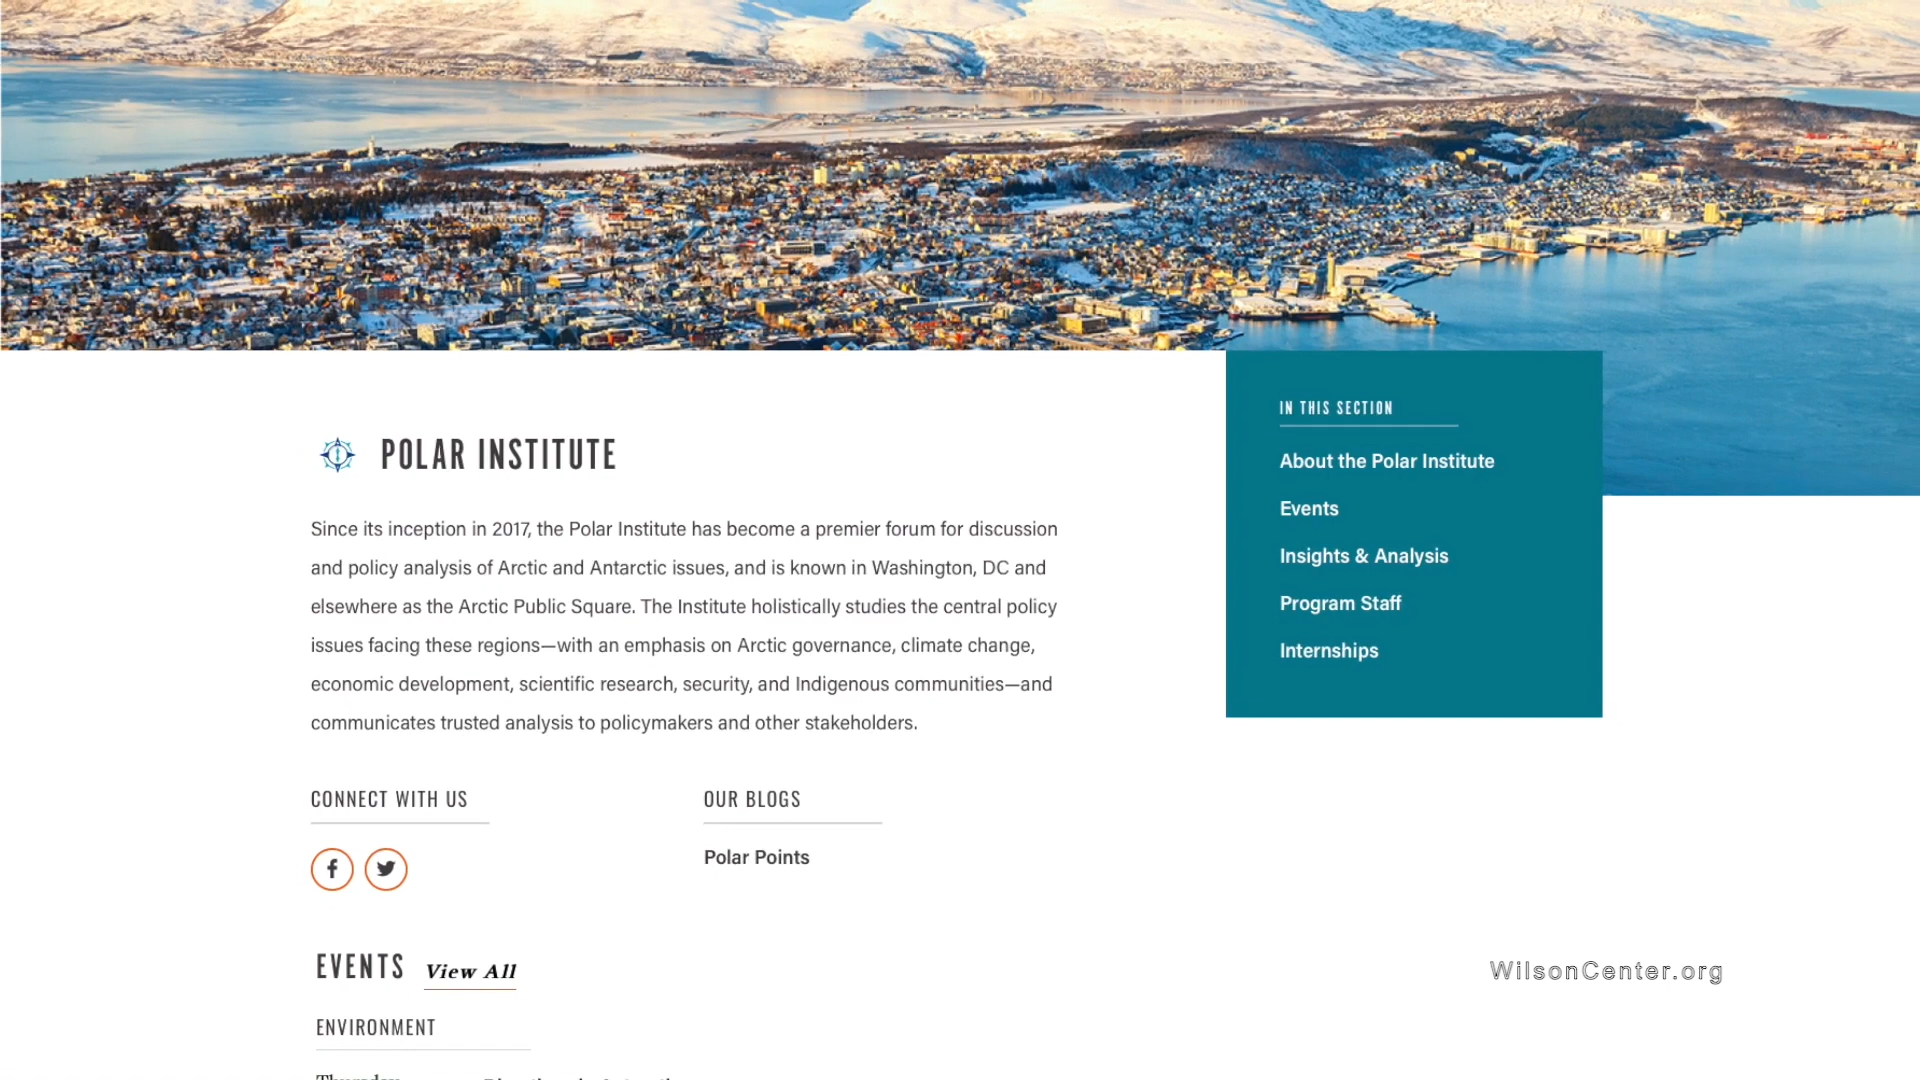 IN THIS SECTION
About the Polar Institute
Events
Insights & Analysis
Program Staff
Internships
POLAR INSTITUTE
Since its inception in 2017, the Polar Institute has become a premier forum for discussion
and policy analysis of Arctic and Antarctic issues, and is known in Washington, DC and
elsewhere as the Arctic Public Square. The Institute holistically studies the central policy
issues facing these regions—with an emphasis on Arctic governance, climate change,
economic development, scientific research, security, and Indigenous communities—and
communicates trusted analysis to policymakers and other stakeholders.
CONNECT WITH US
OUR BLOGS
Polar Points
EVENTS View All
WilsonCenter.org
ENVIRONMENT
Thursday